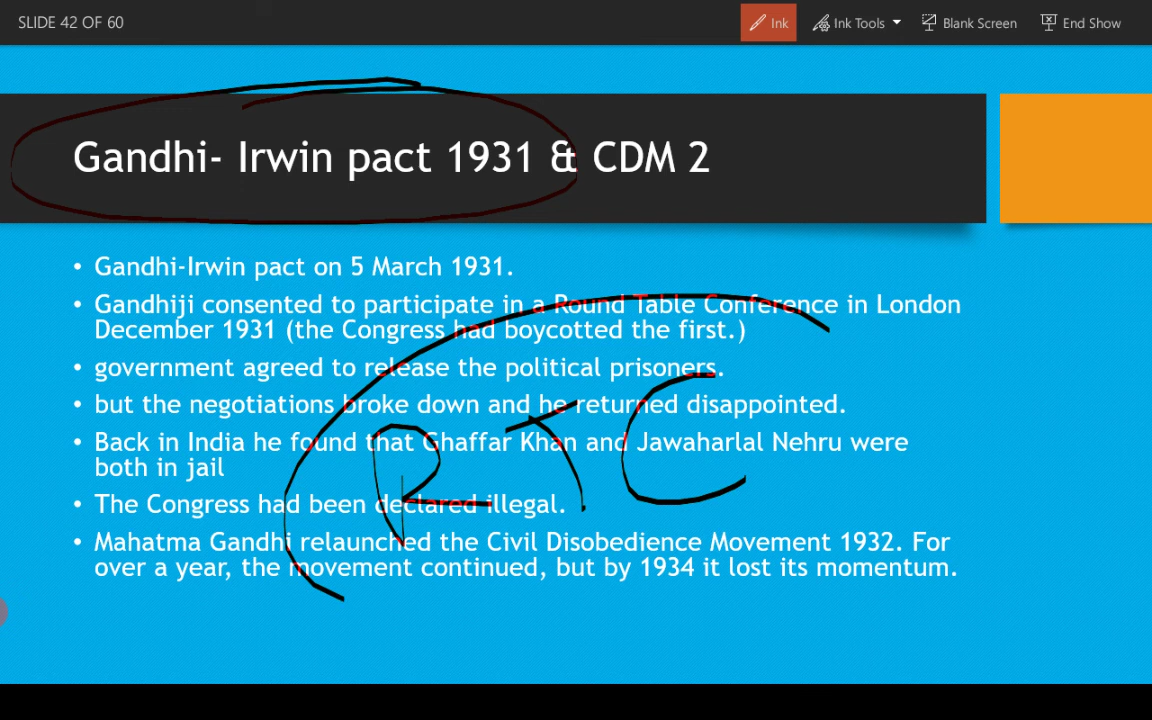 SLIDE 42 OF 60
Ink Ink Tools Blank Screen End Show
Gandhi- Irwin pact 1931 & CDM 2
• Gandhi-Irwin pact on 5 March 1931.
• Gandhiji consented to participate in a Round Table Conference in London
December 1931 (the Congress had boycotted the first.)
• government agreed to release the political prisoners.
• but the negotiations broke down and he returned disappointed.
• Back in India he found that Ghaffar Khan and Jawaharlal Nehru were
both in jail
• The Congress had been declared illegal.
• Mahatma Gandhi relaunched the Civil Disobedience Movement 1932. For
over a year, the movement continued, but by 1934 it lost its momentum.
RTC